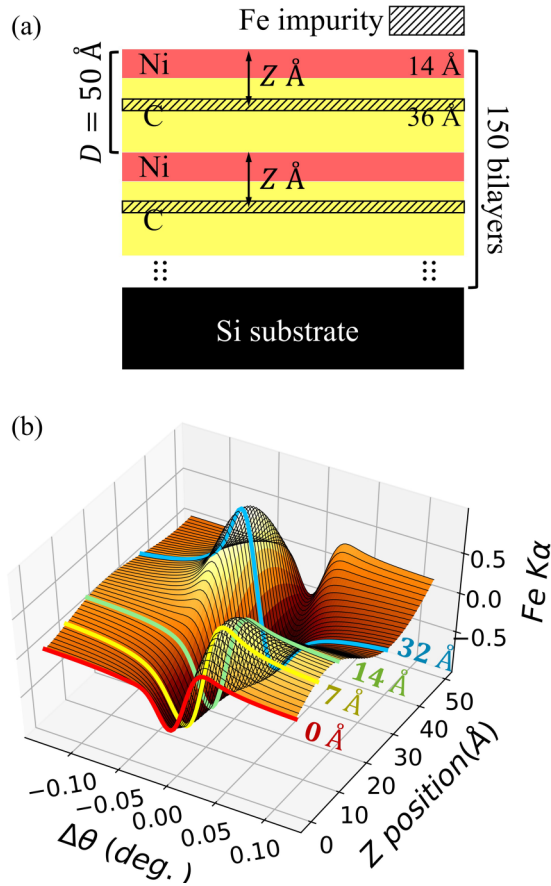 (a)
Fe impurity
Ni
Z Å
14 Å
C
36 Å
D = 50 Å
Ni
Z Å
C
150 bilayers
Si substrate
(b)
0.5
0.0
0.5
Fe Kα
32 Å
14 Å
7 Å
0 Å
50
40
30
20
10
0
Z position(Å)
−0.10
−0.05
0.00
0.05
0.10
Δθ (deg.)